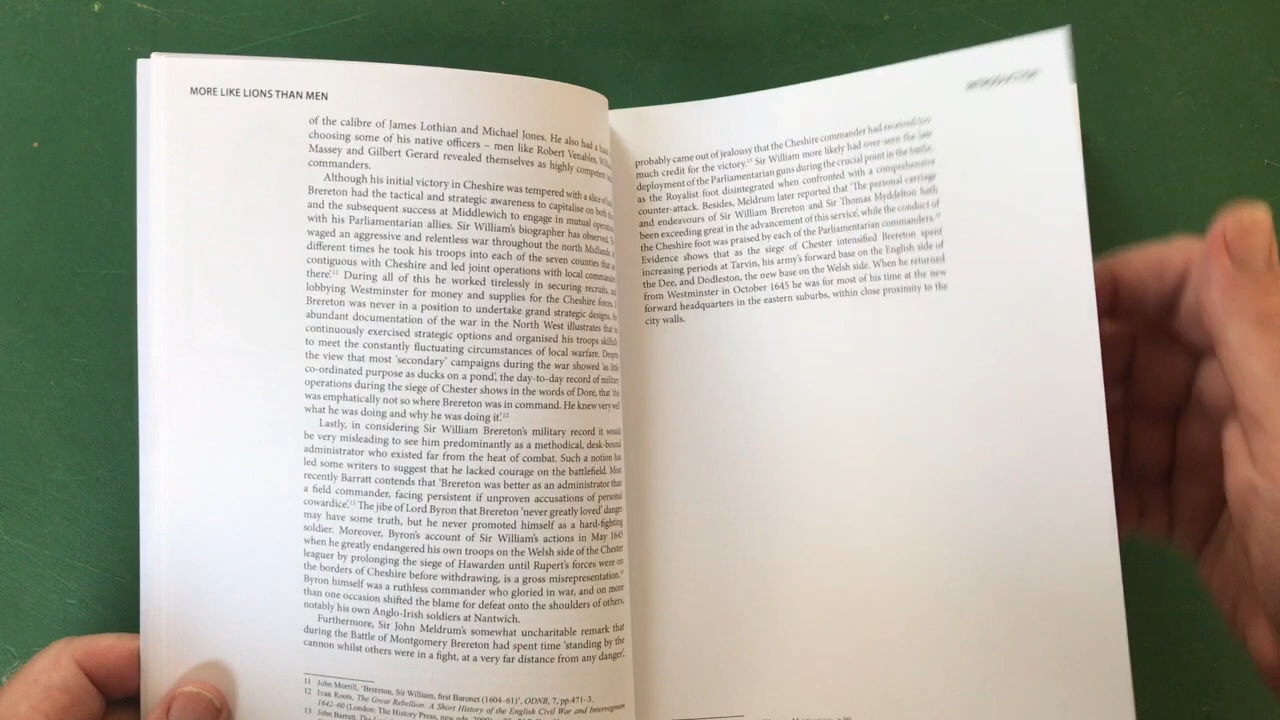 MORE LIKE LIONS THAN MEN
of the calibre of James Lothian and Michael Jones. He also had a
choosing some of his native officers – men like Robert Venables,
Massey and Gilbert Gerard revealed themselves as highly competent
commanders.
Although his initial victory in Cheshire was tempered with a slice of
Brereton had the tactical and strategic awareness to capitalise on both
and the subsequent success at Middlewich to engage in mutual
with his Parliamentarian allies. Sir William's biographer has observed,
waged an aggressive and relentless war throughout the north Midlands.
different times he took his troops into each of the seven counties that
contiguous with Cheshire and led joint operations with local
there'.11 During all of this he worked tirelessly in securing recruits, and
lobbying Westminster for money and supplies for the Cheshire forces.
Brereton was never in a position to undertake grand strategic designs,
abundant documentation of the war in the North West illustrates that
continuously exercised strategic options and organised his troops
to meet the constantly fluctuating circumstances of local warfare. Despite
the view that most 'secondary' campaigns during the war showed 'as little
co-ordinated purpose as ducks on a pond', the day-to-day record of military
operations during the siege of Chester shows in the words of Dore, that 'this
was emphatically not so where Brereton was in command. He knew very well
what he was doing and why he was doing it'.12
Lastly, in considering Sir William Brereton's military record it would
be very misleading to see him predominantly as a methodical, desk-bound
administrator who existed far from the heat of combat. Such a notion has
led some writers to suggest that he lacked courage on the battlefield. Most
recently Barratt contends that 'Brereton was better as an administrator than
a field commander, facing persistent if unproven accusations of personal
cowardice'.13 The jibe of Lord Byron that Brereton 'never greatly loved' danger
may have some truth, but he never promoted himself as a hard-fighting
soldier. Moreover, Byron's account of Sir William's actions in May 1645
when he greatly endangered his own troops on the Welsh side of the Chester
leaguer by prolonging the siege of Hawarden until Rupert's forces were on
the borders of Cheshire before withdrawing, is a gross misrepresentation.14
Byron himself was a ruthless commander who gloried in war, and on more
than one occasion shifted the blame for defeat onto the shoulders of others,
notably his own Anglo-Irish soldiers at Nantwich.
Furthermore, Sir John Meldrum's somewhat uncharitable remark that
during the Battle of Montgomery Brereton had spent time 'standing by the
cannon whilst others were in a fight, at a very far distance from any danger',
11 John Morrill, 'Brereton, Sir William, first Baronet (1604–61)', ODNB, 7, pp.471–3.
12 Ivan Roots, The Great Rebellion: A Short History of the English Civil War and Interregnum
1642–60 (London: The History Press,
13 John Barratt,
probably came out of jealousy that the Cheshire commander had received
much credit for the victory.15 Sir William more likely had over-seen the
deployment of the Parliamentarian guns during the crucial point in the battle,
as the Royalist foot disintegrated when confronted with a comprehensive
counter-attack. Besides, Meldrum later reported that 'The personal carriage
and endeavours of Sir William Brereton and Sir Thomas Myddelton hath
been exceeding great in the advancement of this service', while the conduct of
the Cheshire foot was praised by each of the Parliamentarian commanders.16
Evidence shows that as the siege of Chester intensified Brereton spent
increasing periods at Tarvin, his army's forward base on the English side of
the Dee, and Dodleston, the new base on the Welsh side. When he returned
from Westminster in October 1645 he was for most of his time at the new
forward headquarters in the eastern suburbs, within close proximity to the
city walls.